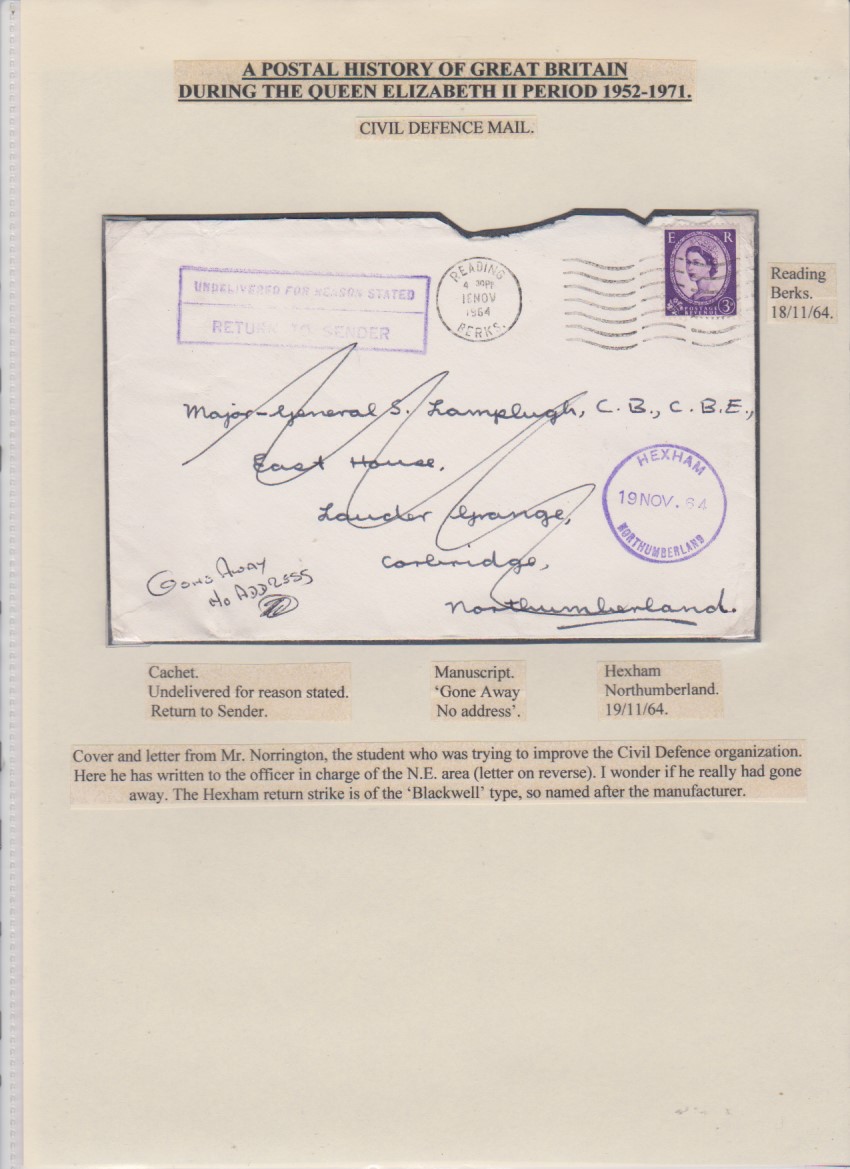 A POSTAL HISTORY OF GREAT BRITAIN
DURING THE QUEEN ELIZABETH II PERIOD 1952-1971.
CIVIL DEFENCE MAIL.
UNDELIVERED FOR REASON STATED
RETURN TO SENDER
READING
NOV
1964
BERKS.
E R
POSTAGE
REVENUE
3D
Reading
Berks.
18/11/64.
Major-General S. Lamplugh, C.B., C.B.E.,
East House,
Lauder Grange,
Corbridge,
Northumberland.
HEXHAM
19 NOV. 64
NORTHUMBERLAND
Gone Away
No Address
Cachet.
Undelivered for reason stated.
Return to Sender.
Manuscript.
‘Gone Away
No address’.
Hexham
Northumberland.
19/11/64.
Cover and letter from Mr. Norrington, the student who was trying to improve the Civil Defence organization.
Here he has written to the officer in charge of the N.E. area (letter on reverse). I wonder if he really had gone
away. The Hexham return strike is of the ‘Blackwell’ type, so named after the manufacturer.